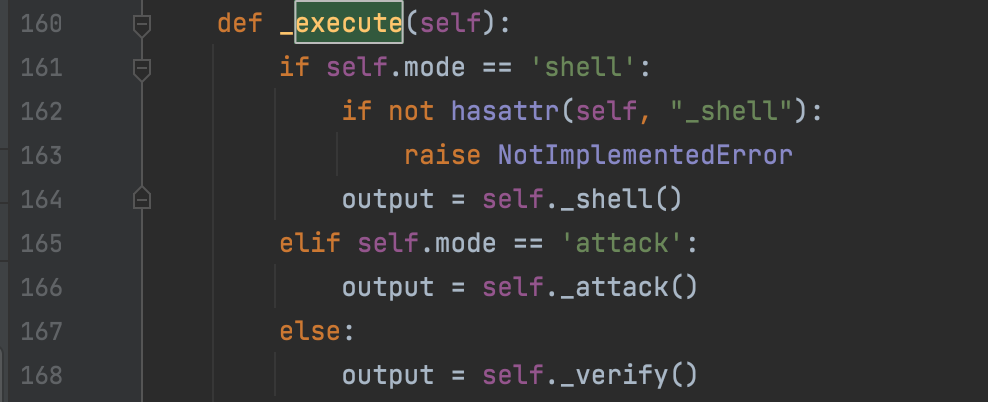 160 def _execute(self):
161 if self.mode == 'shell':
162 if not hasattr(self, "_shell"):
163 raise NotImplementedError
164 output = self._shell()
165 elif self.mode == 'attack':
166 output = self._attack()
167 else:
168 output = self._verify()